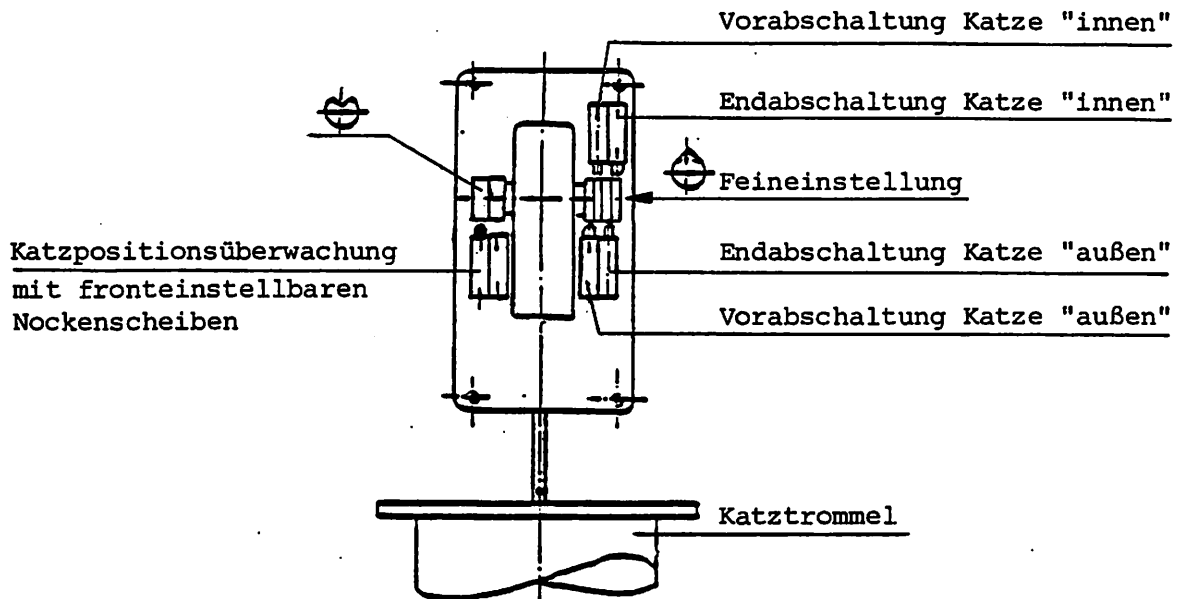 Vorabschaltung Katze "innen"
Endabschaltung Katze "innen"
Feineinstellung
Katzpositionsüberwachung
mit fronteinstellbaren
Nockenscheiben
Endabschaltung Katze "außen"
Vorabschaltung Katze "außen"
Katztrommel